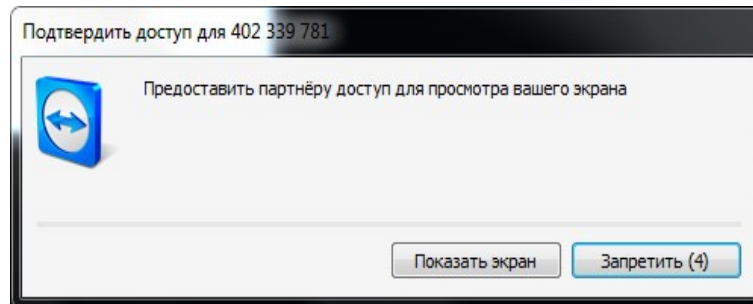 Подтвердить доступ для 402 339 781
Предоставить партнёру доступ для просмотра вашего экрана
Показать экран
Запретить (4)